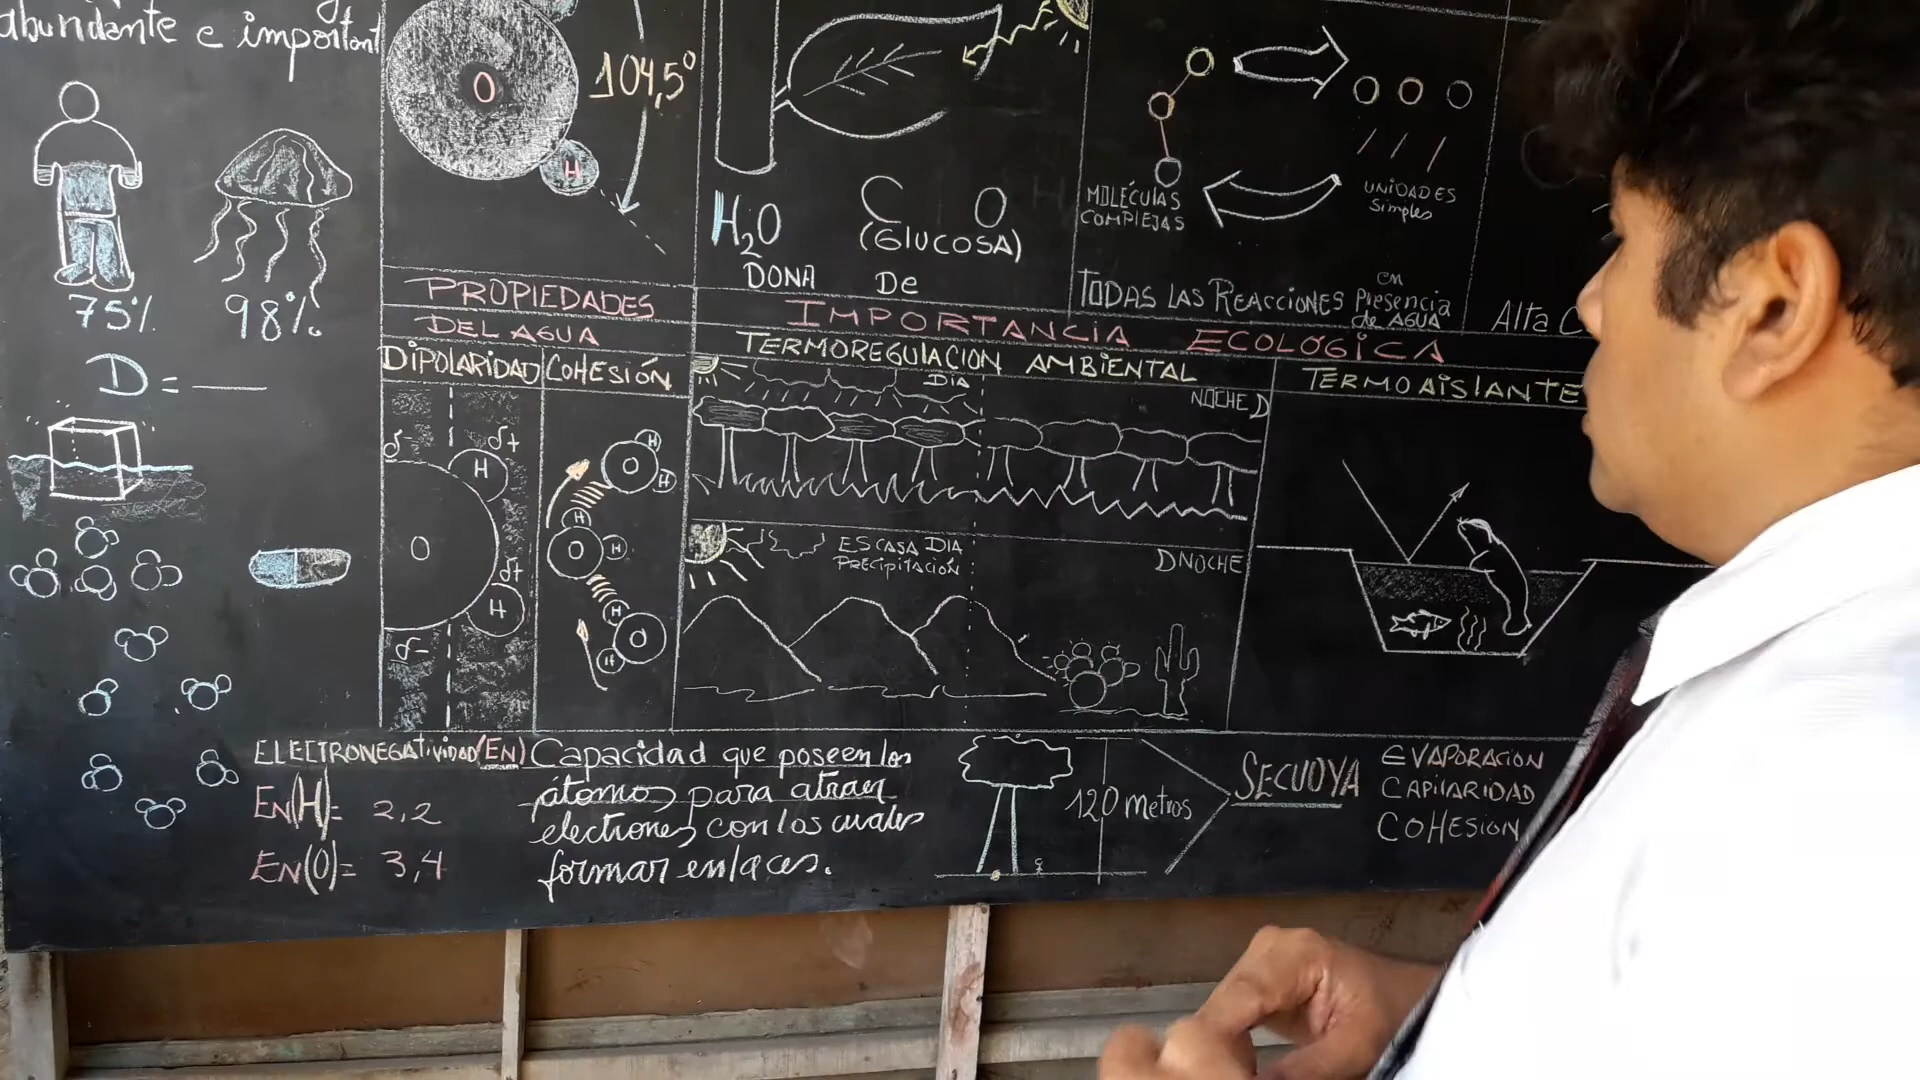 abundante e important
75%
98%
D =
O
H
104,5°
H₂O
DONA
C O
(GLUCOSA)
De
MOLÉCULAS
COMPLEJAS
UNIDADES
Simples
TODAS LAS REACCIONES en Presencia de AGUA
Alta C
PROPIEDADES
DEL AGUA
DIPOLARIDAD
COHESIÓN
δ-
δ+
H
O
δ+
H
δ-
O
H
H
H
O
H
H
O
H
IMPORTANCIA ECOLÓGICA
TERMOREGULACION AMBIENTAL
DIA
NOCHE
ESCASA DIA
PRECIPITACIÓN
NOCHE
TERMOAISLANTE
ELECTRONEGATIVIDAD (EN)
EN(H)= 2,2
EN(O)= 3,4
Capacidad que poseen los
átomos para atraer
electrones con los cuales
formar enlaces.
120 metros
SECUOYA
EVAPORACION
CAPILARIDAD
COHESION